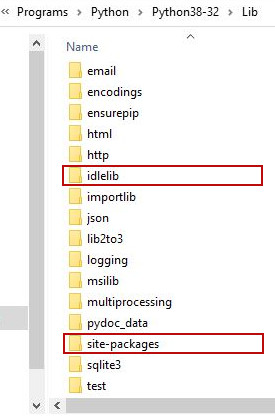 « Programs > Python > Python38-32 > Lib
Name
email
encodings
ensurepip
html
http
idlelib
importlib
json
lib2to3
logging
msilib
multiprocessing
pydoc_data
site-packages
sqlite3
test